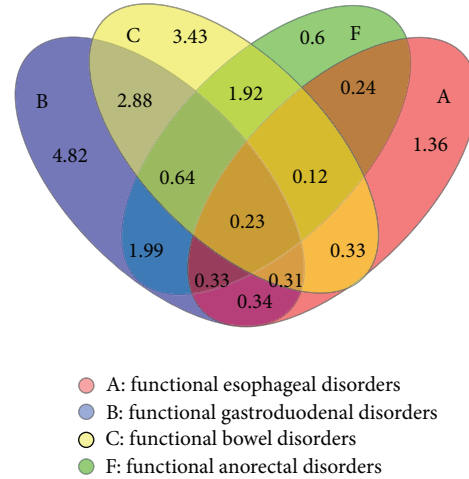 C 3.43 0.6 F
B 2.88 1.92 0.24 A
4.82 1.36
0.64 0.12
0.23
1.99 0.33
0.33 0.31
0.34
A: functional esophageal disorders
B: functional gastroduodenal disorders
C: functional bowel disorders
F: functional anorectal disorders